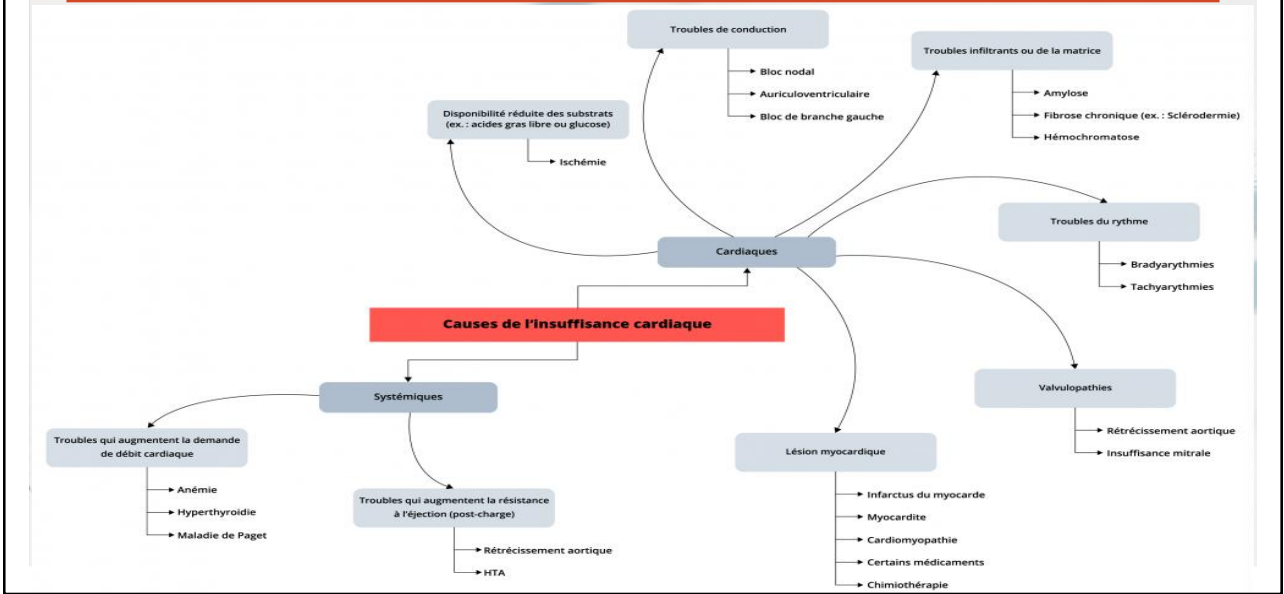 Troubles de conduction
Bloc nodal
Auriculoventriculaire
Bloc de branche gauche
Troubles infiltrants ou de la matrice
Amylose
Fibrose chronique (ex. : Sclérodermie)
Hémochromatose
Disponibilité réduite des substrats
(ex. : acides gras libre ou glucose)
Ischémie
Troubles du rythme
Bradyarythmies
Tachyarythmies
Cardiaques
Causes de l'insuffisance cardiaque
Systémiques
Valvulopathies
Rétrécissement aortique
Insuffisance mitrale
Troubles qui augmentent la demande
de débit cardiaque
Anémie
Hyperthyroidie
Maladie de Paget
Troubles qui augmentent la résistance
à l'éjection (post-charge)
Rétrécissement aortique
HTA
Lésion myocardique
Infarctus du myocarde
Myocardite
Cardiomyopathie
Certains médicaments
Chimiothérapie